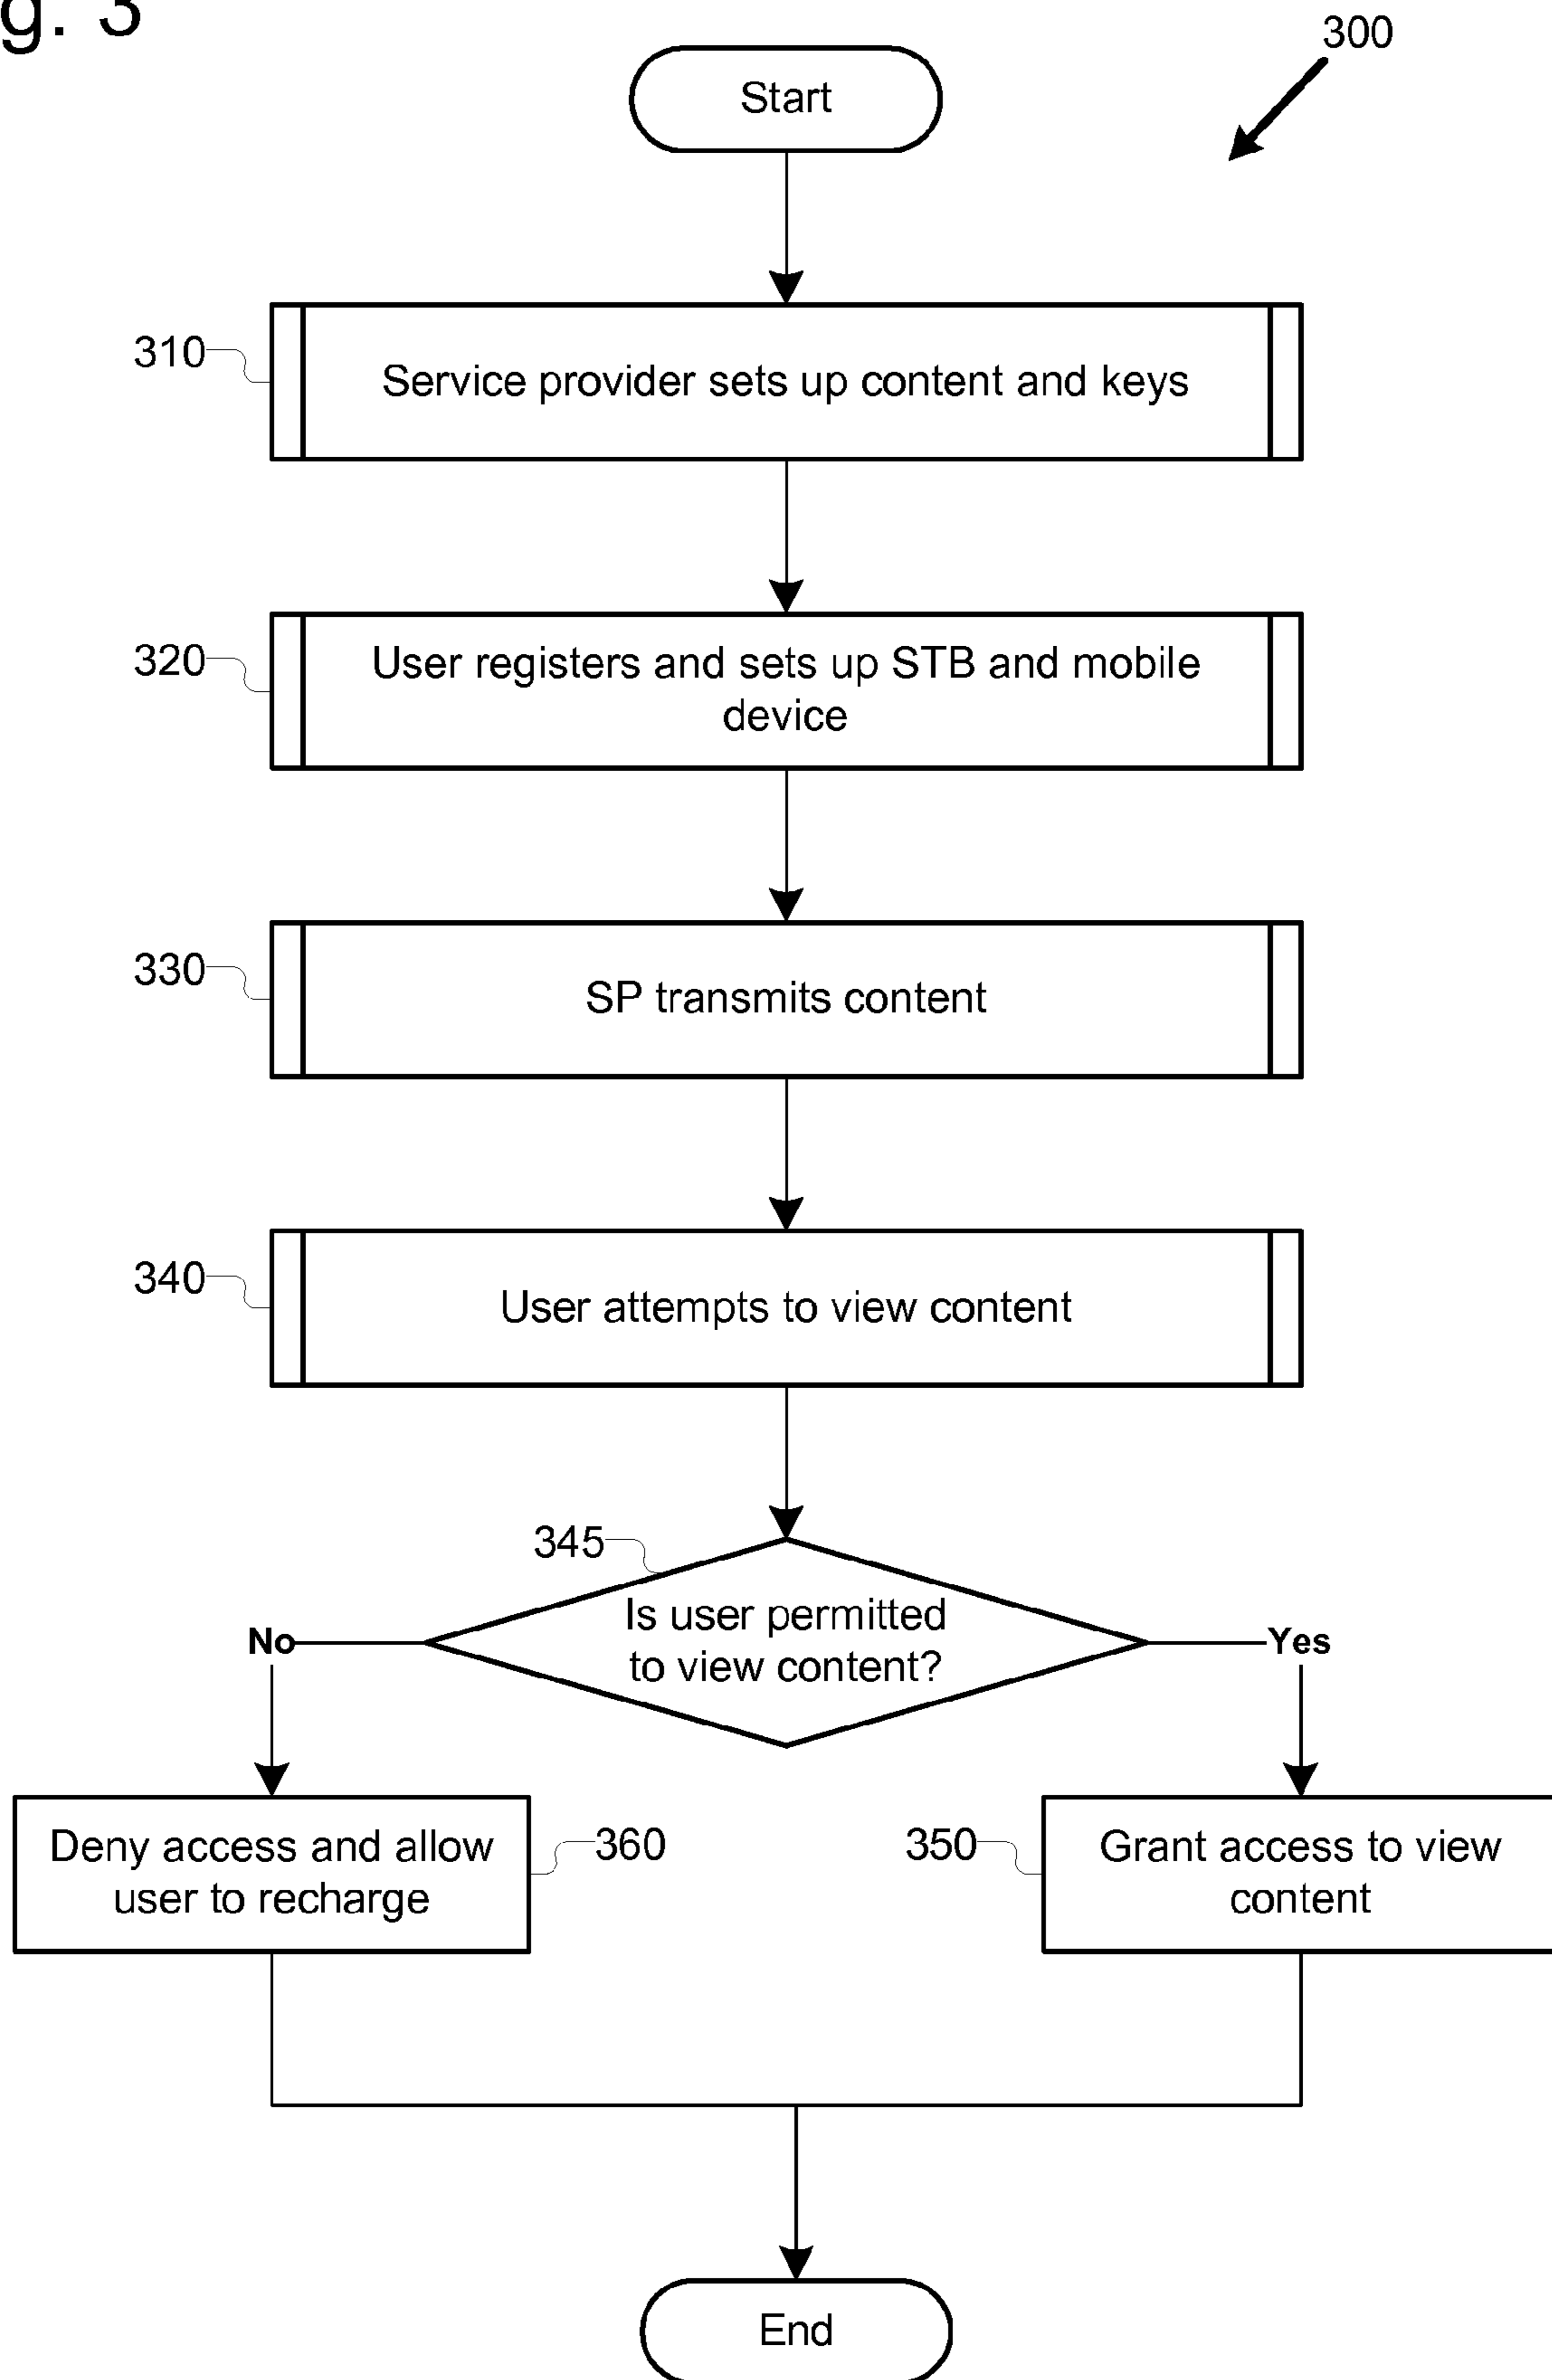 g. 3
300
Start
310
Service provider sets up content and keys
320
User registers and sets up STB and mobile
device
330
SP transmits content
340
User attempts to view content
345
Is user permitted
to view content?
No
Yes
Deny access and allow
user to recharge
360
350
Grant access to view
content
End